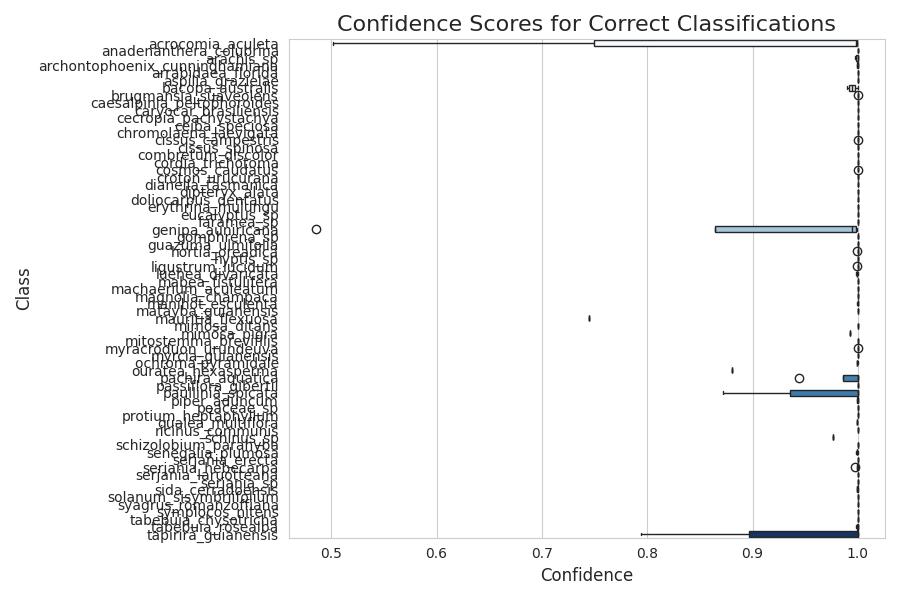 Confidence Scores for Correct Classifications
acrocomia_aculeta
anadenanthera_colubrina
arachis_sp
archontophoenix_cunninghamiana
arrabidaea_florida
aspilia_grazielae
bacopa_australis
brugmansia_suaveolens
caesalpinia_peltophoroides
caryocar_brasiliensis
cecropia_pachystachya
ceiba_speciosa
chromolaena_laevigata
cissus_campestris
cissus_spinosa
combretum_discolor
cordia_trichotoma
cosmos_caudatus
croton_urucurana
dianella_tasmanica
dipteryx_alata
doliocarpus_dentatus
erythrina_mulungu
eucalyptus_sp
faramea_sp
genipa_auniricana
gomphrena_sp
guazuma_ulmifolia
hortia_oreadica
hyptis_sp
ligustrum_lucidum
luehea_divaricata
mabea_fistulifera
machaerium_aculeatum
magnolia_champaca
manihot_esculenta
matayba_guianensis
mauritia_flexuosa
mimosa_ditans
mimosa_pigra
mitostemma_brevifilis
myracroduon_urundeuva
myrcia_guianensis
ochroma_pyramidale
ouratea_hexasperma
pachira_aquatica
passiflora_gibertii
paullinia_spicata
piper_aduncum
poaceae_sp
protium_heptaphyllum
qualea_multiflora
ricinus_communis
schinus_sp
schizolobium_parahyba
senegalia_plumosa
serjania_erecta
serjania_hebecarpa
serjania_laruotteana
serjania_sp
sida_cerradoensis
solanum_sisymbriifolium
syagrus_romanzoffiana
symplocos_nitens
tabebuia_chysotricha
tabebuia_rosealba
tapirira_guianensis
Class
0.5 0.6 0.7 0.8 0.9 1.0
Confidence